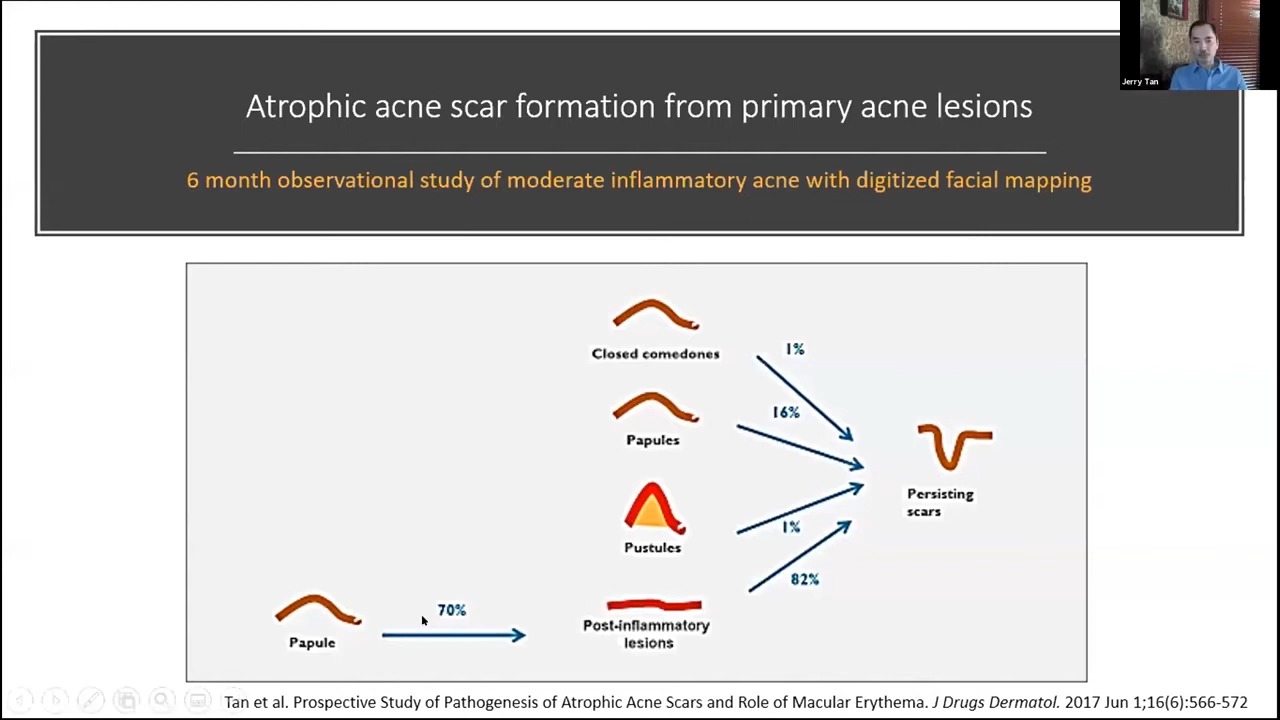 Jerry Tan
Atrophic acne scar formation from primary acne lesions
6 month observational study of moderate inflammatory acne with digitized facial mapping
Closed comedones
1%
Papules
16%
Pustules
1%
Post-inflammatory
lesions
82%
Persisting
scars
Papule
70%
Tan et al. Prospective Study of Pathogenesis of Atrophic Acne Scars and Role of Macular Erythema. J Drugs Dermatol. 2017 Jun 1;16(6):566-572